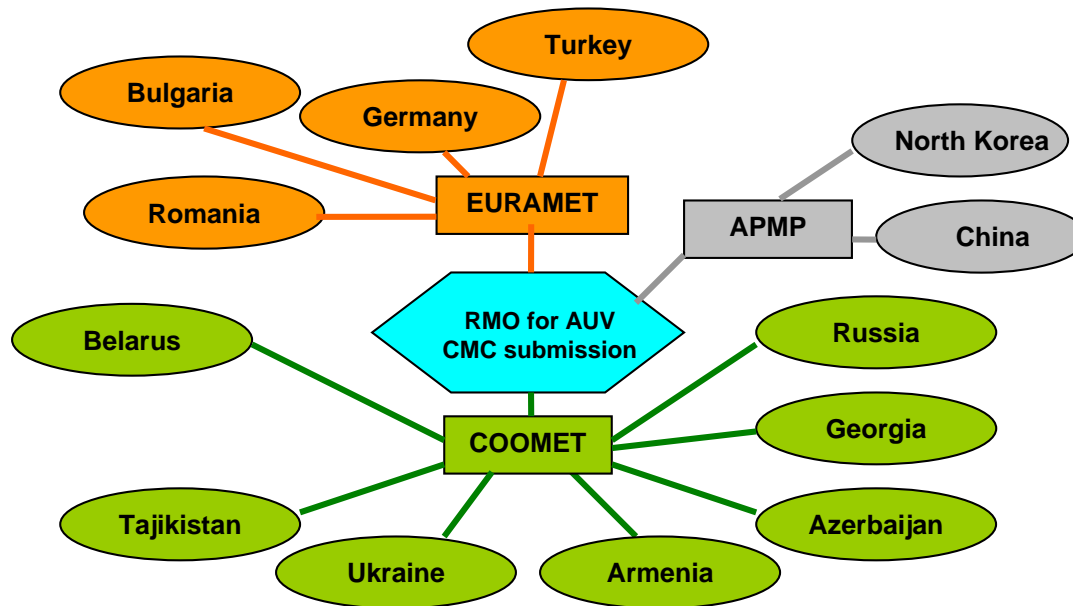 Turkey
Bulgaria
Germany
North Korea
Romania
EURAMET
APMP
China
RMO for AUV
CMC submission
Belarus
Russia
COOMET
Georgia
Tajikistan
Azerbaijan
Ukraine
Armenia